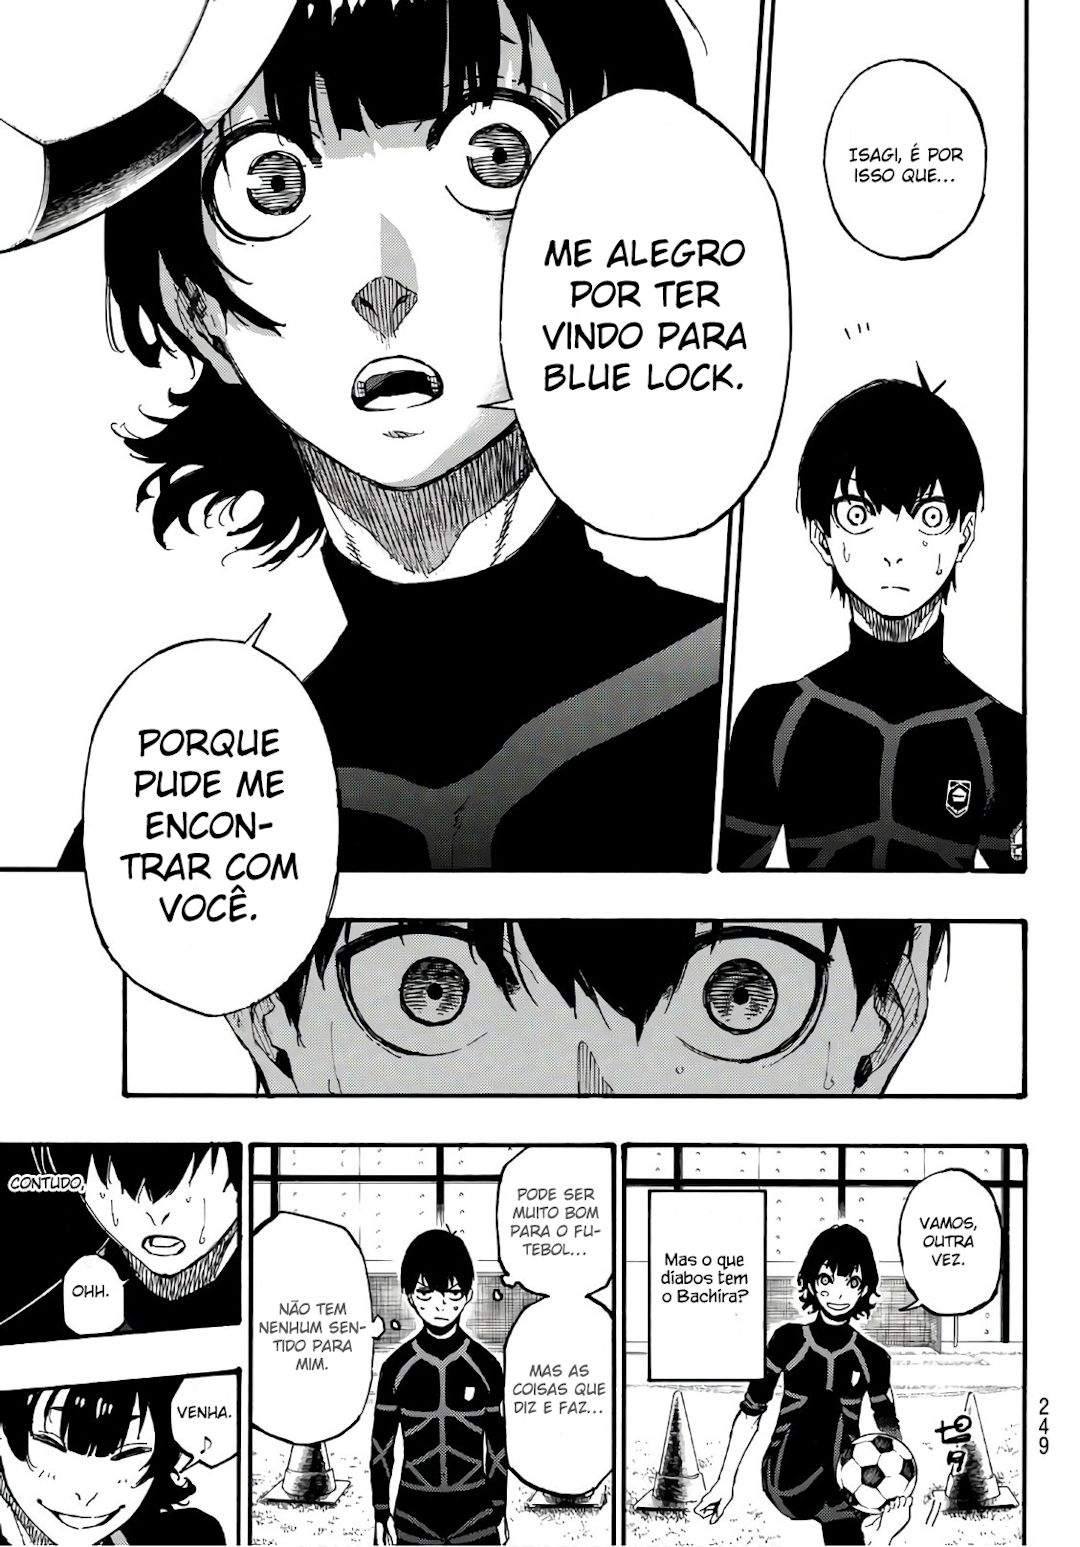 ISAGI, É POR
ISSO QUE...
ME ALEGRO
POR TER
VINDO PARA
BLUE LOCK.
PORQUE
PUDE ME
ENCON-
TRAR COM
VOCÊ.
VAMOS,
OUTRA
VEZ.
Mas o que
diabos tem
o Bachira?
PODE SER
MUITO BOM
PARA O FU-
TEBOL...
MAS AS
COISAS QUE
DIZ E FAZ...
NÃO TEM
NENHUM SEN-
TIDO PARA
MIM.
CONTUDO,
OHH.
VENHA.
249